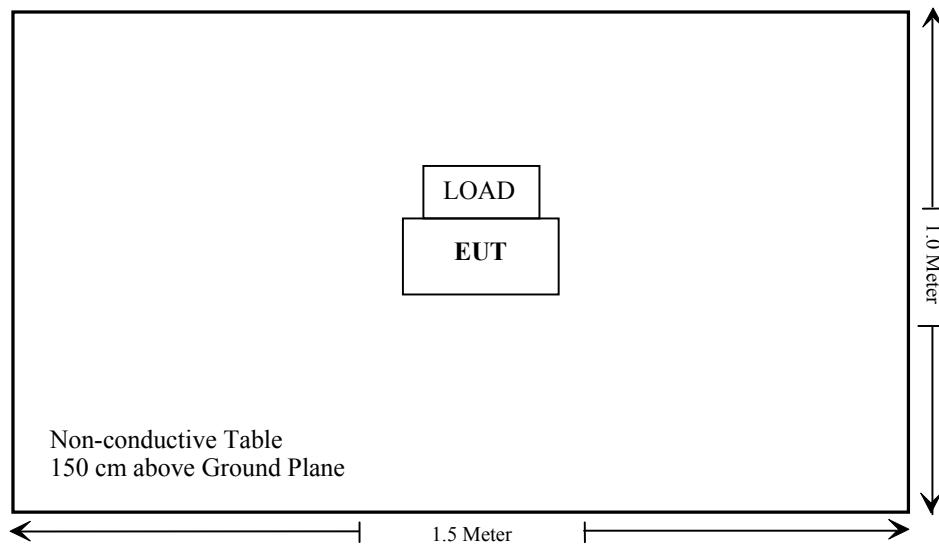 LOAD
EUT
1.0 Meter
Non-conductive Table
150 cm above Ground Plane
1.5 Meter